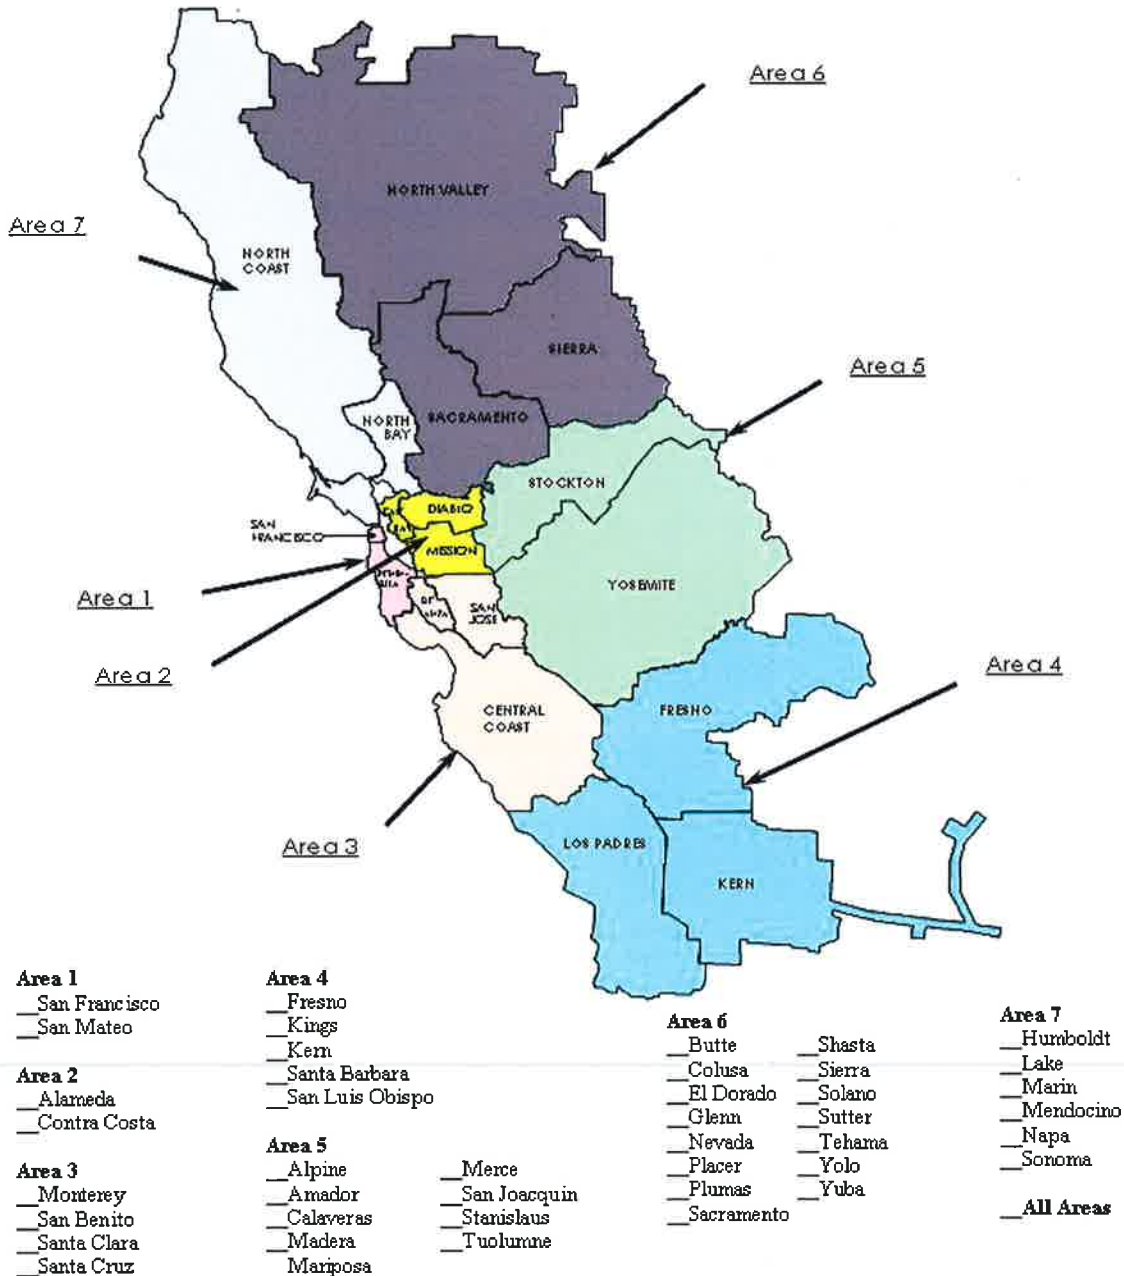 Area 6
NORTH VALLEY
Area 7
NORTH
COAST
SIERRA
Area 5
NORTH
BAY
SACRAMENTO
STOCKTON
DIABLO
SAN
FRANCISCO
MISSION
YOSEMITE
Area 1
DE
ANZA
SAN
JOSE
Area 2
Area 4
CENTRAL
COAST
FRESNO
Area 3
LOS PADRES
KERN
Area 1
__San Francisco
__San Mateo
Area 2
__Alameda
__Contra Costa
Area 3
__Monterey
__San Benito
__Santa Clara
__Santa Cruz
Area 4
__Fresno
__Kings
__Kern
__Santa Barbara
__San Luis Obispo
Area 5
__Alpine
__Amador
__Calaveras
__Madera
Mariposa
__Merce
__San Joacquin
__Stanislaus
__Tuolumne
Area 6
__Butte
__Colusa
__El Dorado
__Glenn
__Nevada
__Placer
__Plumas
__Sacramento
__Shasta
__Sierra
__Solano
__Sutter
__Tehama
__Yolo
__Yuba
Area 7
__Humboldt
__Lake
__Marin
__Mendocino
__Napa
__Sonoma
__All Areas